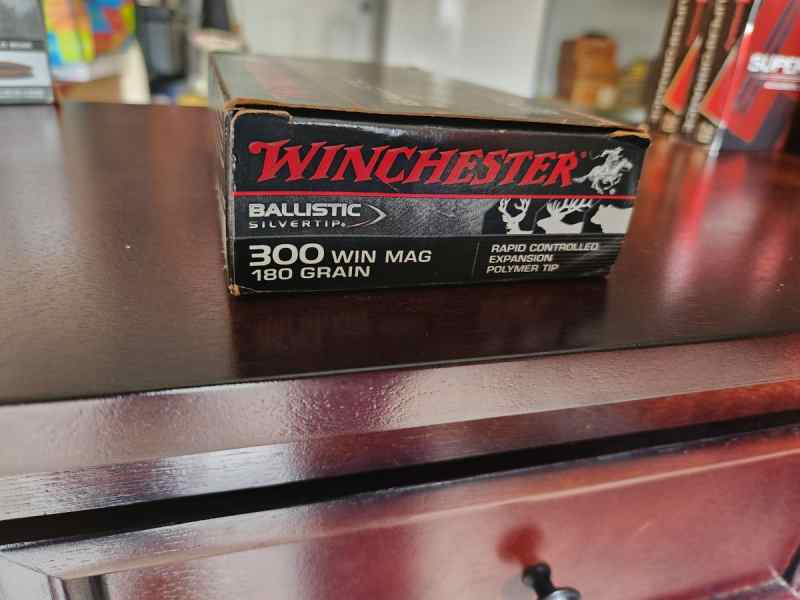 WINCHESTER®
BALLISTIC
SILVERTIP®
300 WIN MAG
180 GRAIN
RAPID CONTROLLED
EXPANSION
POLYMER TIP
SUPER